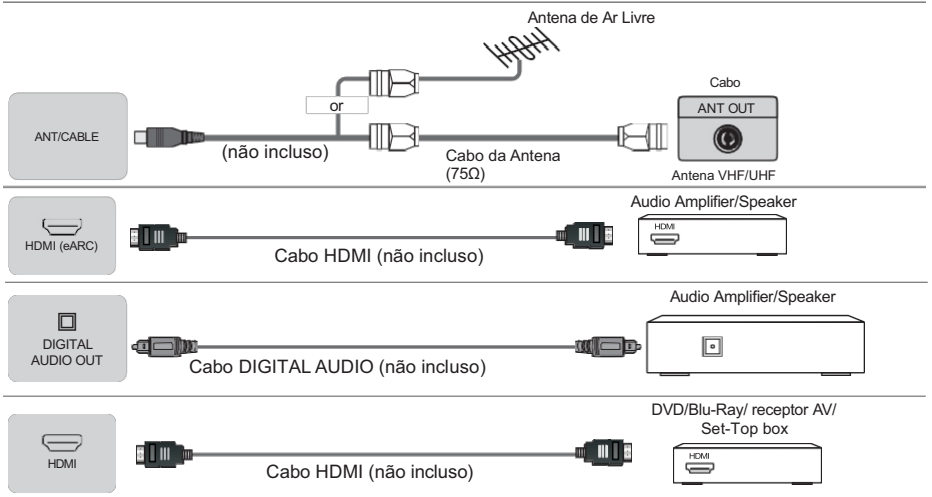 Antena de Ar Livre
or
Cabo
ANT OUT
ANT/CABLE
(não incluso)
Cabo da Antena
(75Ω)
Antena VHF/UHF
HDMI (eARC)
Cabo HDMI (não incluso)
Audio Amplifier/Speaker
HDMI
DIGITAL
AUDIO OUT
Cabo DIGITAL AUDIO (não incluso)
Audio Amplifier/Speaker
HDMI
Cabo HDMI (não incluso)
DVD/Blu-Ray/ receptor AV/
Set-Top box
HDMI